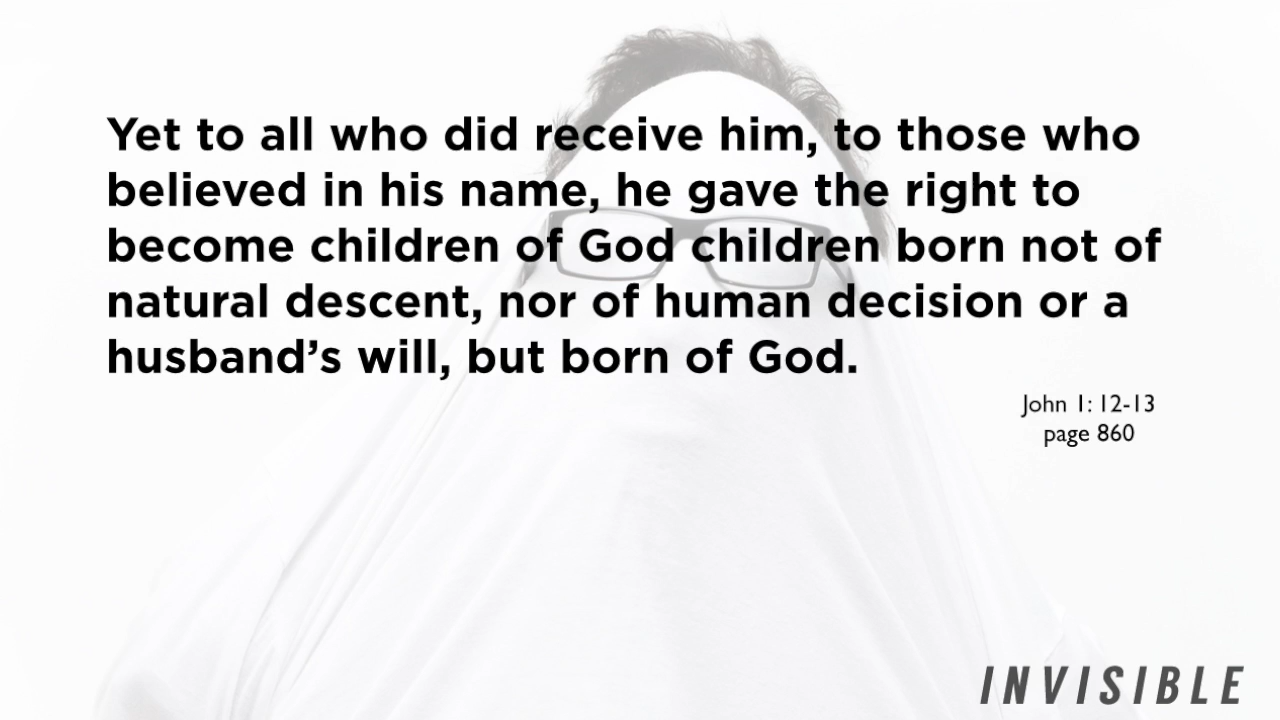 Yet to all who did receive him, to those who
believed in his name, he gave the right to
become children of God children born not of
natural descent, nor of human decision or a
husband’s will, but born of God.
John 1: 12-13
page 860
INVISIBLE